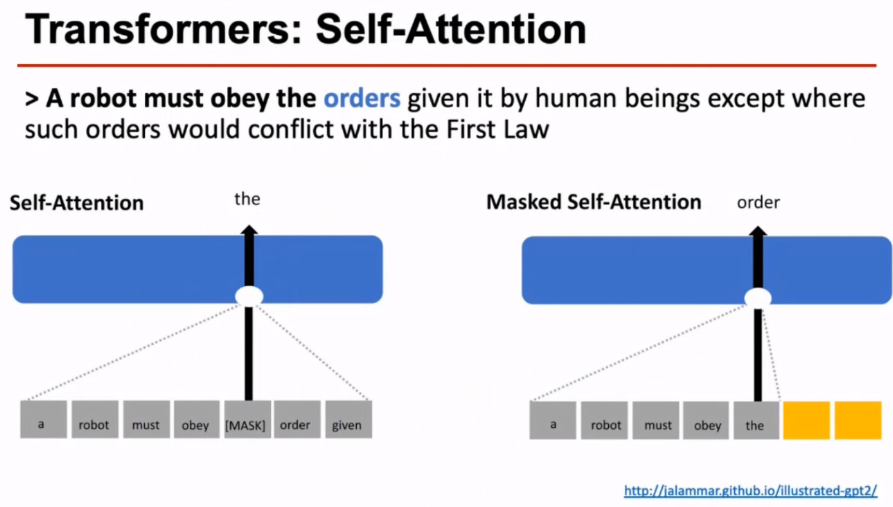 Transformers: Self-Attention
> A robot must obey the orders given it by human beings except where
such orders would conflict with the First Law
Self-Attention
the
a robot must obey [MASK] order given
Masked Self-Attention
order
a robot must obey the
http://jalammar.github.io/illustrated-gpt2/